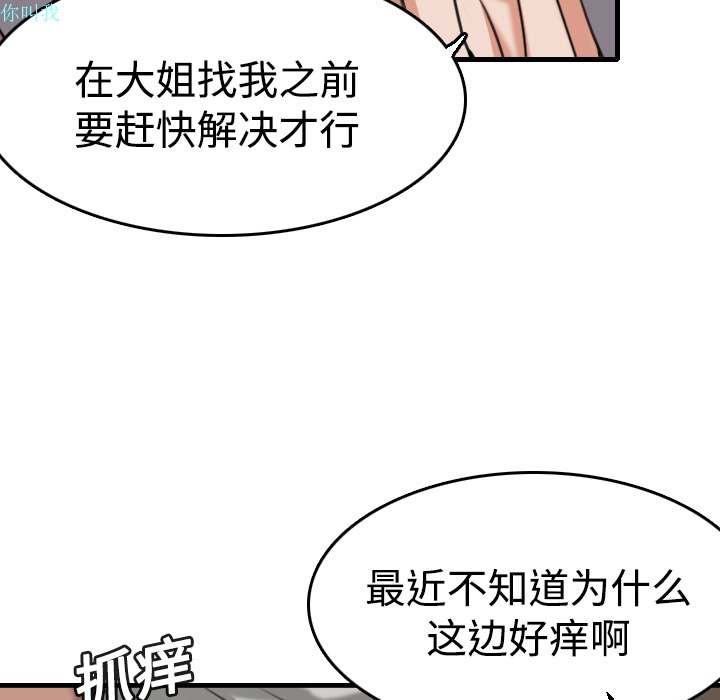 你叫我
在大姐找我之前
要赶快解决才行
最近不知道为什么
这边好痒啊
抓痒